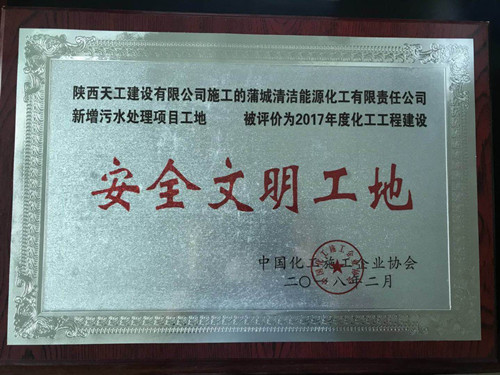 陕西天工建设有限公司施工的蒲城清洁能源化工有限责任公司
新增污水处理项目工地 被评价为2017年度化工工程建设
安全文明工地
中国化工施工企业协会
二〇一八年二月